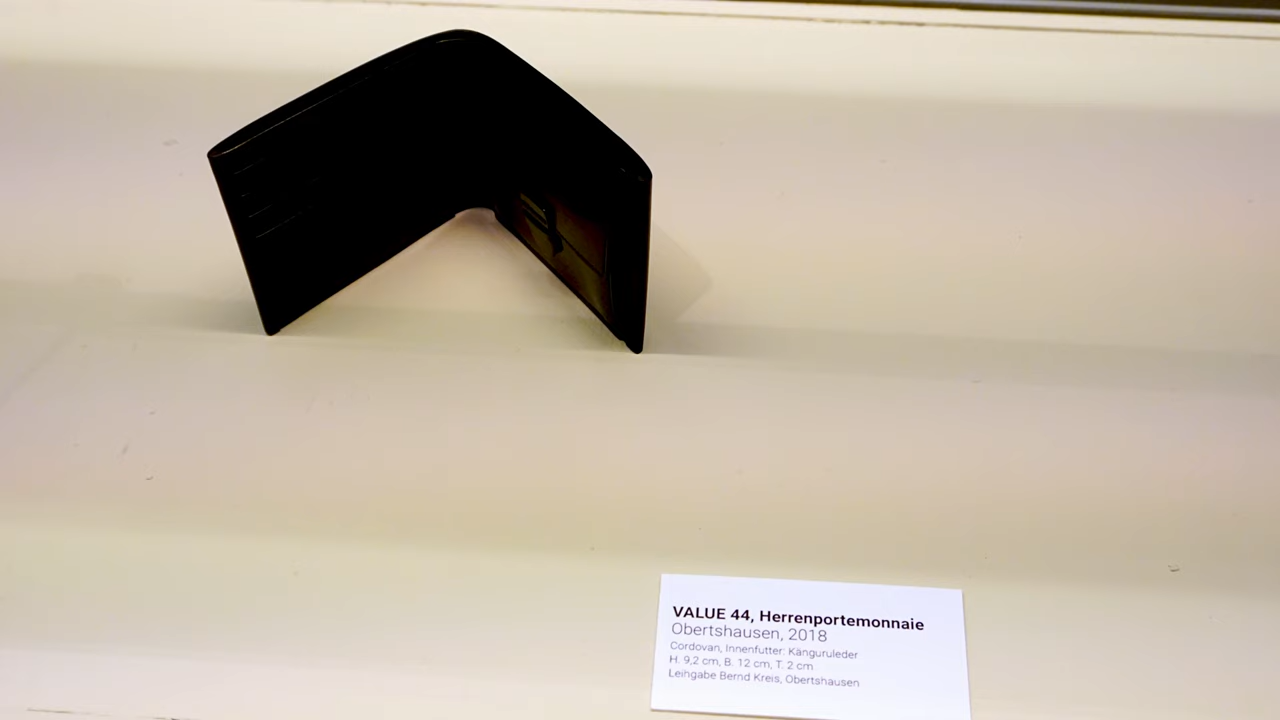 VALUE 44, Herrenportemonnaie
Obertshausen, 2018
Cordovan, Innenfutter: Känguruleder
H. 9,2 cm, B. 12 cm, T. 2 cm
Leihgabe Bernd Kreis, Obertshausen